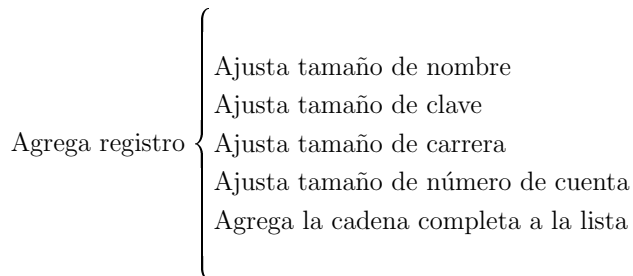 Ajusta tamaño de nombre
Ajusta tamaño de clave
Agrega registro Ajusta tamaño de carrera
Ajusta tamaño de número de cuenta
Agrega la cadena completa a la lista